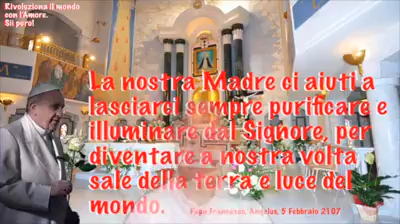 Rivoluziona il mondo
con l'Amore.
Sii puro!
La nostra Madre ci aiuti a
lasciarci sempre purificare e
illuminare dal Signore, per
diventare a nostra volta
sale della terra e luce del
mondo.
Papa Francesco, Angelus, 5 Febbraio 2107